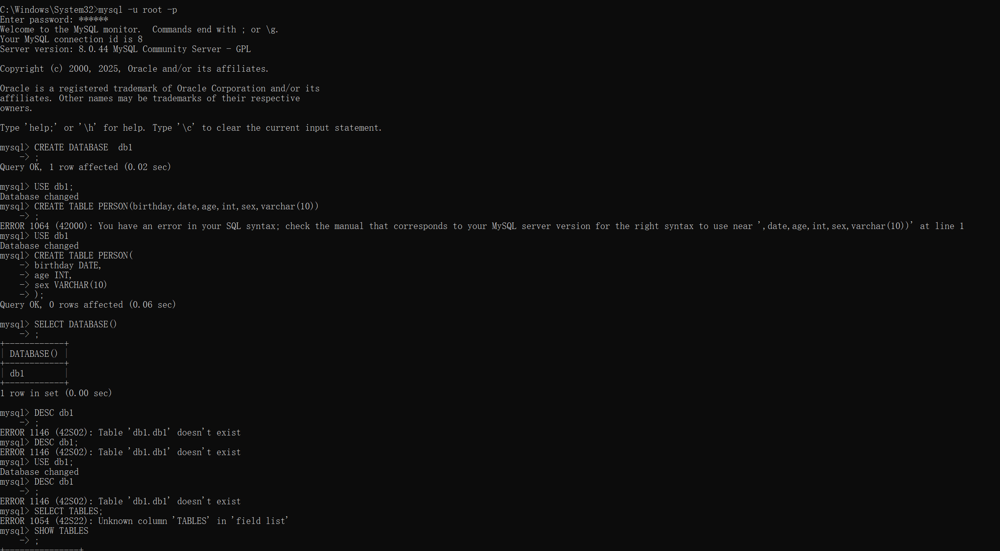 C:\Windows\System32>mysql -u root -p
Enter password: ******
Welcome to the MySQL monitor.  Commands end with ; or \g.
Your MySQL connection id is 8
Server version: 8.0.44 MySQL Community Server - GPL

Copyright (c) 2000, 2025, Oracle and/or its affiliates.

Oracle is a registered trademark of Oracle Corporation and/or its
affiliates. Other names may be trademarks of their respective
owners.

Type 'help;' or '\h' for help. Type '\c' to clear the current input statement.

mysql> CREATE DATABASE  db1
    -> ;
Query OK, 1 row affected (0.02 sec)

mysql> USE db1;
Database changed
mysql> CREATE TABLE PERSON(birthday,date,age,int,sex,varchar(10))
    -> ;
ERROR 1064 (42000): You have an error in your SQL syntax; check the manual that corresponds to your MySQL server version for the right syntax to use near ',date,age,int,sex,varchar(10))' at line 1
mysql> USE db1
Database changed
mysql> CREATE TABLE PERSON(
    -> birthday DATE,
    -> age INT,
    -> sex VARCHAR(10)
    -> );
Query OK, 0 rows affected (0.06 sec)

mysql> SELECT DATABASE()
    -> ;
+------------+
| DATABASE() |
+------------+
| db1        |
+------------+
1 row in set (0.00 sec)

mysql> DESC db1
    -> ;
ERROR 1146 (42S02): Table 'db1.db1' doesn't exist
mysql> DESC db1;
ERROR 1146 (42S02): Table 'db1.db1' doesn't exist
mysql> USE db1;
Database changed
mysql> DESC db1
    -> ;
ERROR 1146 (42S02): Table 'db1.db1' doesn't exist
mysql> SELECT TABLES;
ERROR 1054 (42S22): Unknown column 'TABLES' in 'field list'
mysql> SHOW TABLES
    -> ;
+---------------+